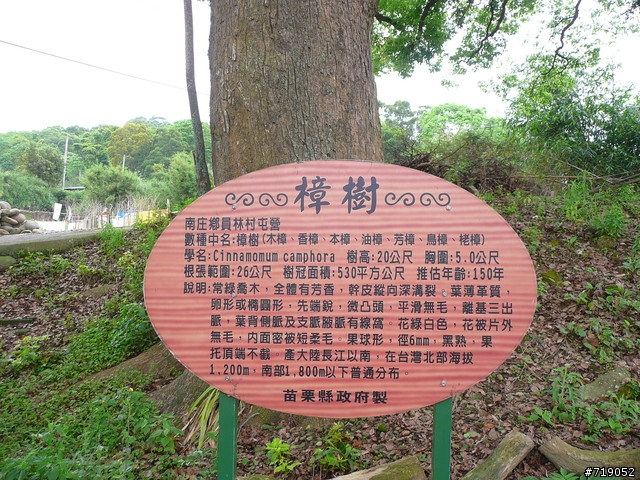 樟樹
南庄鄉員林村屯營
數種中名:樟樹(木樟、香樟、本樟、油樟、芳樟、鳥樟、栳樟)
學名:Cinnamomum camphora 樹高:20公尺 胸圍:5.0公尺
根張範圍:26公尺 樹冠面積:530平方公尺 推估年齡:150年
說明:常綠喬木,全體有芳香,幹皮縱向深溝裂。葉薄革質,
卵形或橢圓形,先端銳,微凸頭,平滑無毛,離基三出
脈,葉背側脈及支脈腋有線窩。花綠白色,花被片外
無毛,內面密被短柔毛。果球形,徑6mm,黑熟,果
托頂端不截。產大陸長江以南,在台灣北部海拔
1,200m,南部1,800m以下普通分布。
苗栗縣政府製
#719052